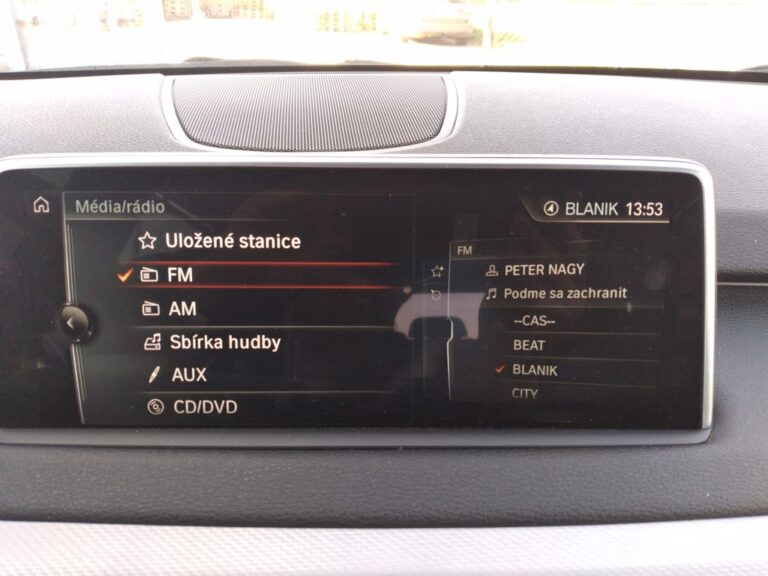 Média/rádio
BLANIK 13:53
Uložené stanice
FM
AM
Sbírka hudby
AUX
CD/DVD
FM
PETER NAGY
Podme sa zachranit
--CAS--
BEAT
BLANIK
CITY